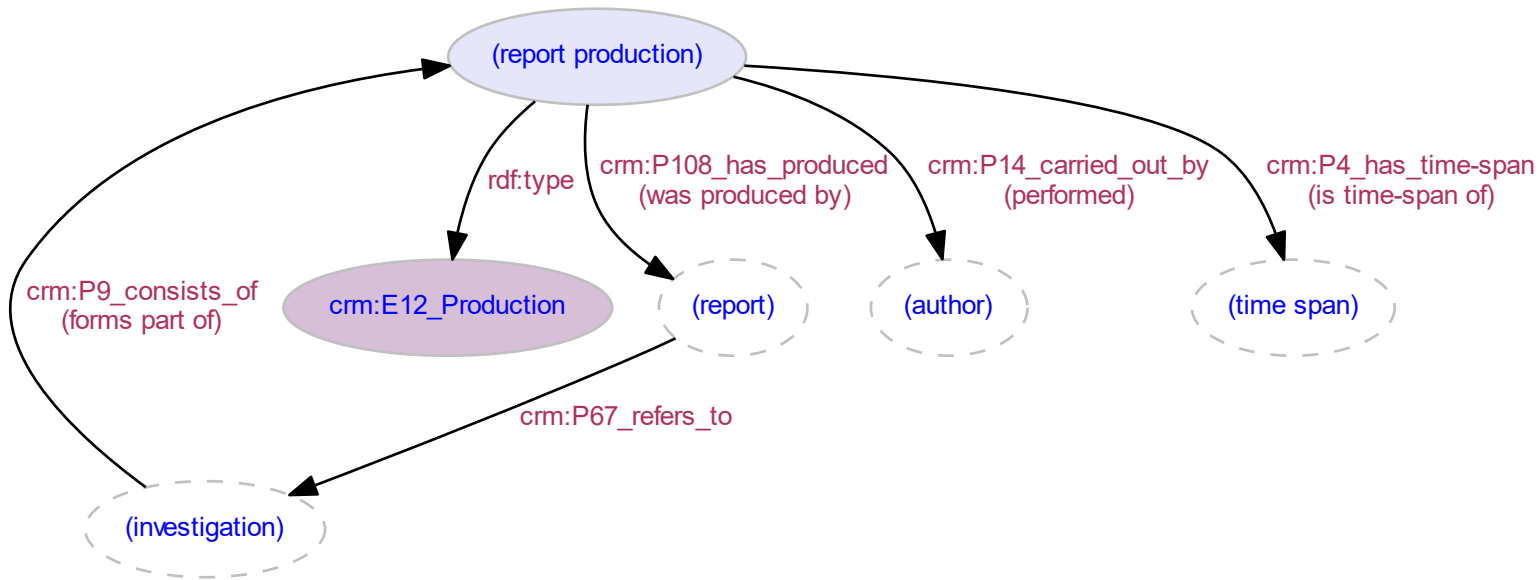 (report production)
rdf:type
crm:P108_has_produced
(was produced by)
crm:P14_carried_out_by
(performed)
crm:P4_has_time-span
(is time-span of)
crm:P9_consists_of
(forms part of)
crm:E12_Production
(report)
(author)
(time span)
crm:P67_refers_to
(investigation)